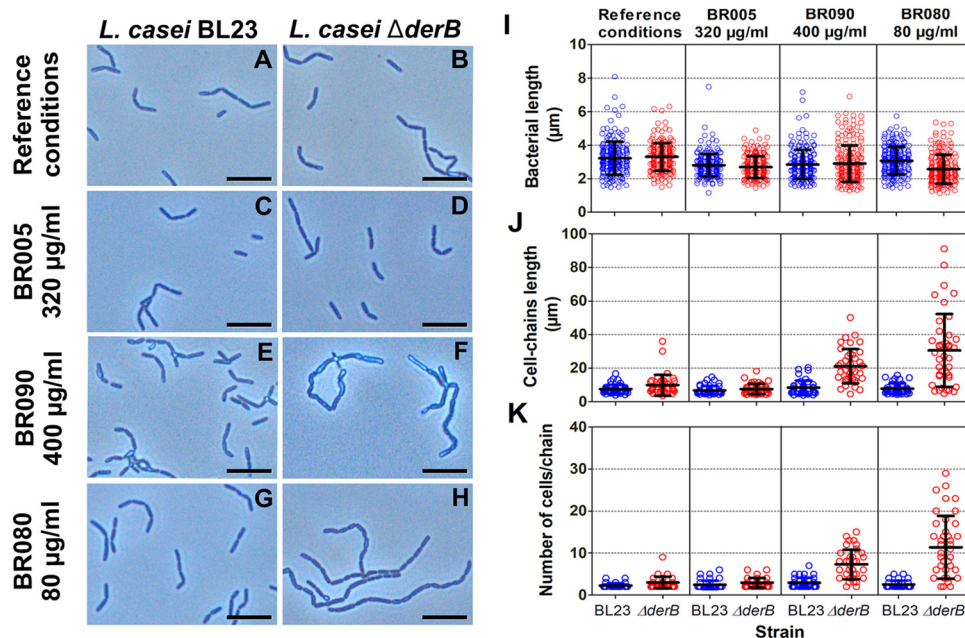 L. casei BL23
L. casei ΔderB
Reference
conditions
A
B
BR005
320 µg/ml
C
D
BR090
400 µg/ml
E
F
BR080
80 µg/ml
G
H
I
Reference
conditions
BR005
320 µg/ml
BR090
400 µg/ml
BR080
80 µg/ml
Bacterial length
(µm)
10
8
6
4
2
0
J
Cell-chains length
(µm)
100
80
60
40
20
0
K
Number of cells/chain
40
30
20
10
0
BL23 ΔderB BL23 ΔderB BL23 ΔderB BL23 ΔderB
Strain